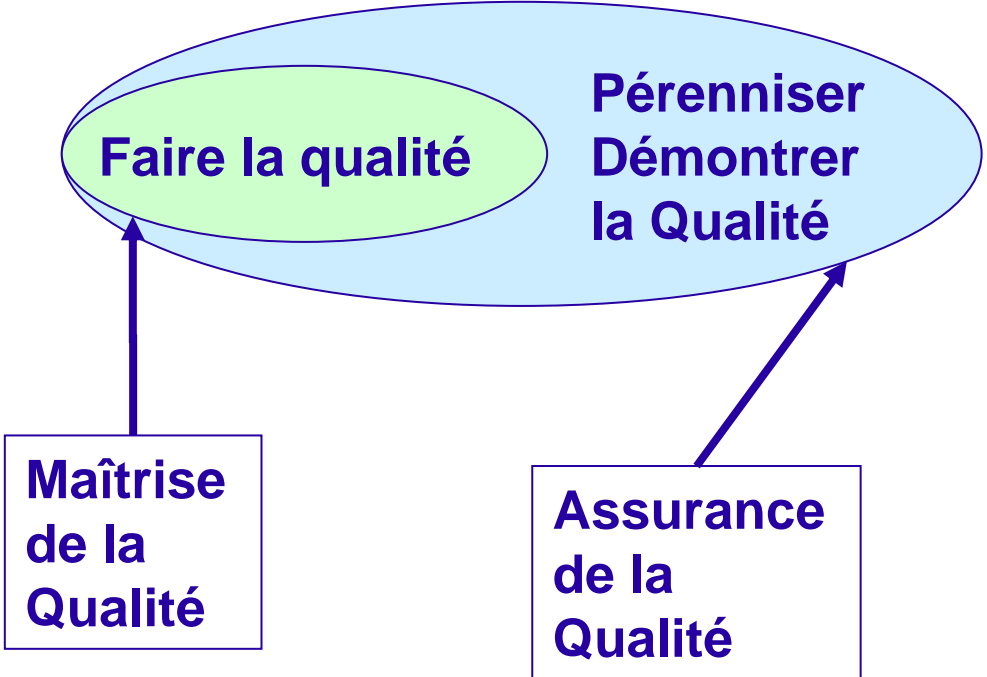 Faire la qualité
Pérenniser
Démontrer
la Qualité
Maîtrise
de la
Qualité
Assurance
de la
Qualité